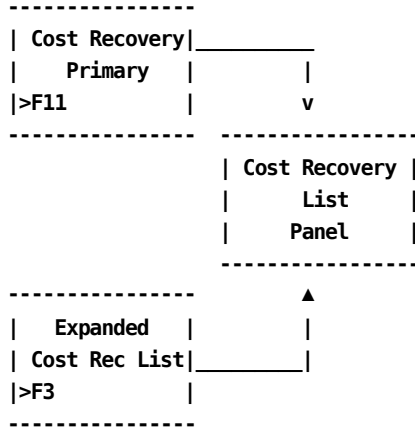 Cost Recovery
Primary
>F11
v
Cost Recovery
List
Panel
Expanded
Cost Rec List
>F3